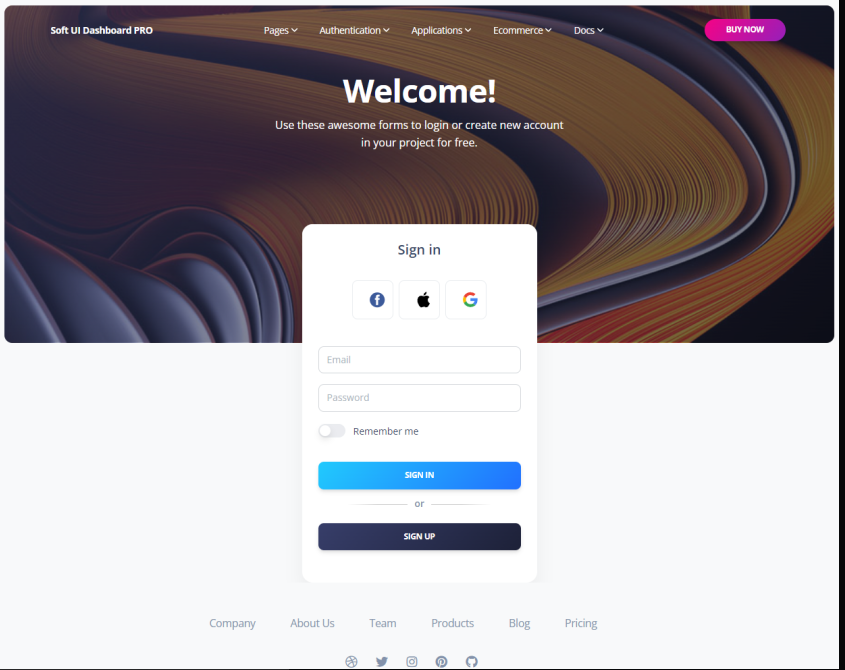 Soft UI Dashboard PRO Pages Authentication Applications Ecommerce Docs BUY NOW
Welcome!
Use these awesome forms to login or create new account
in your project for free.
Sign in
Email
Password
Remember me
SIGN IN
or
SIGN UP
Company About Us Team Products Blog Pricing